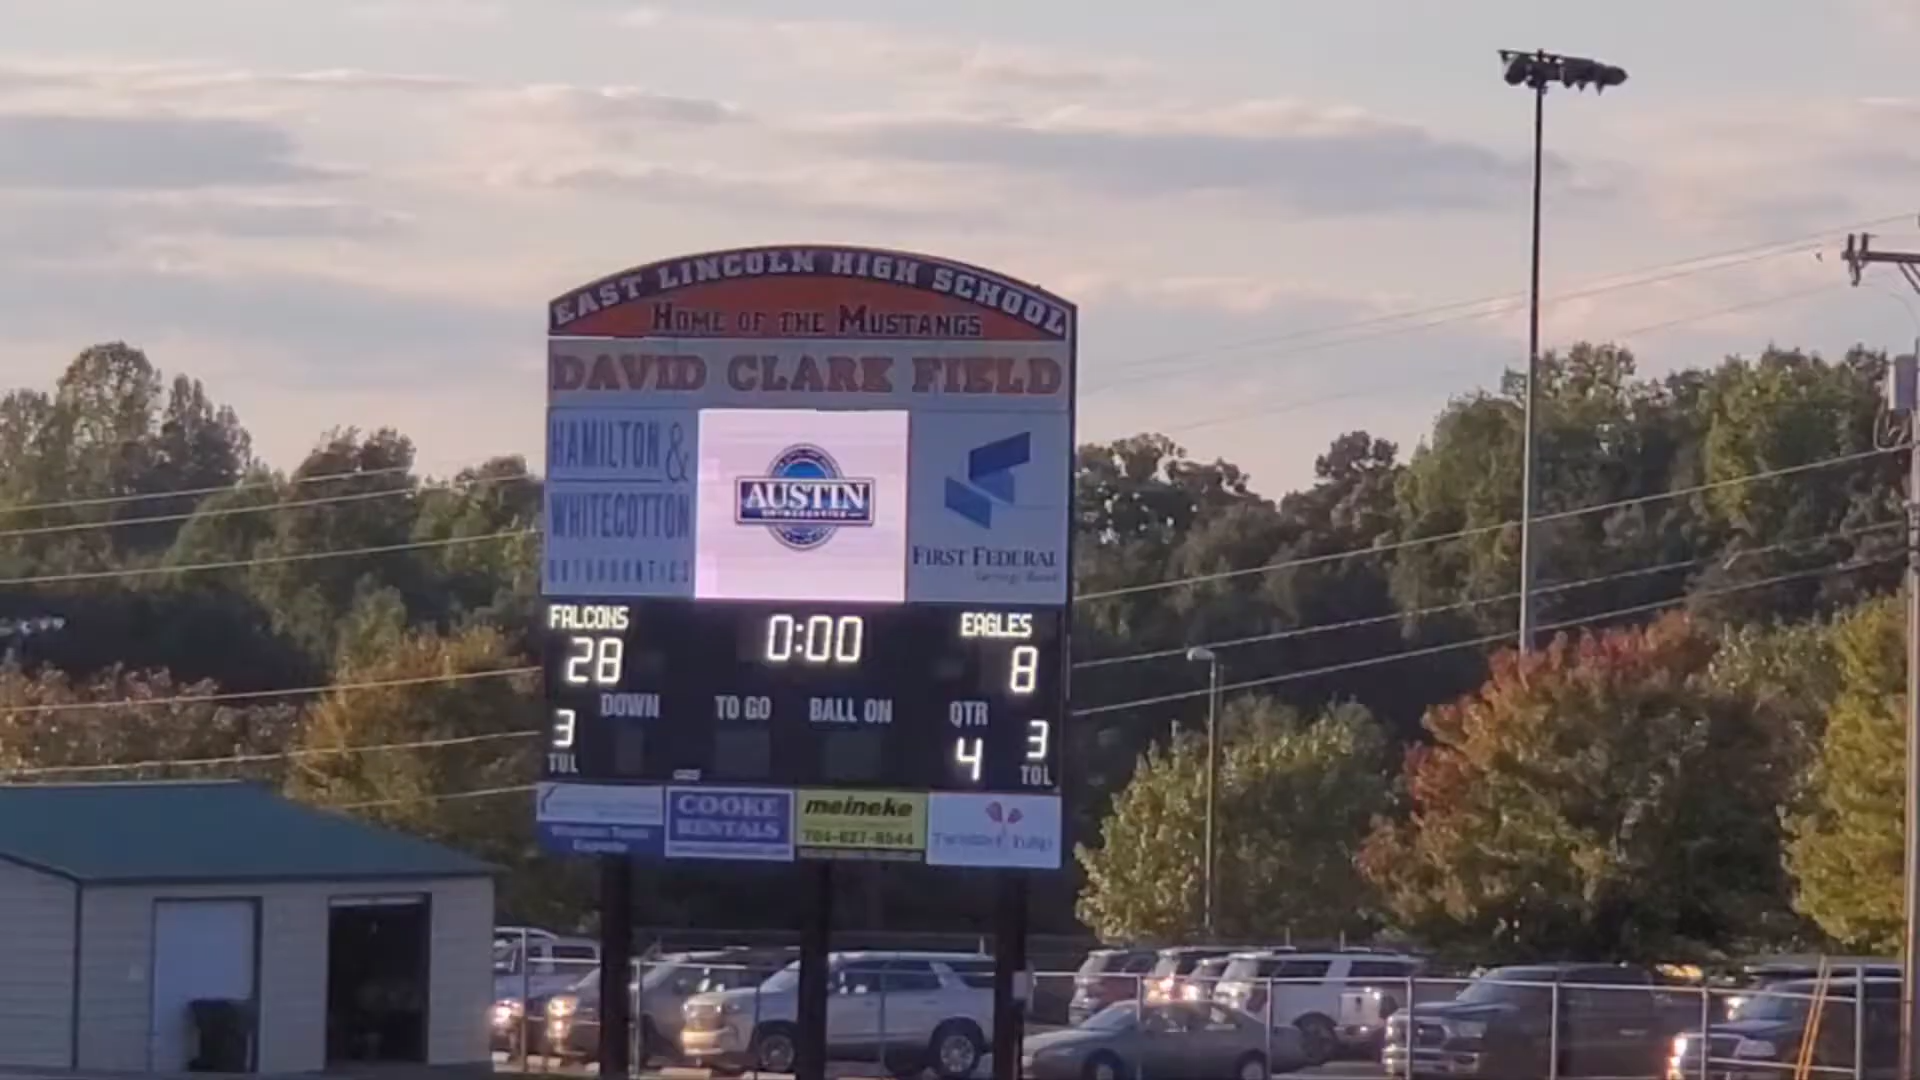 EAST LINCOLN HIGH SCHOOL
HOME OF THE MUSTANGS
DAVID CLARK FIELD
HAMILTON &
WHITECOTTON
ORTHODONTICS
AUSTIN
FIRST FEDERAL
FALCONS
0:00
EAGLES
28
8
DOWN
TO GO
BALL ON
QTR
3
4
3
TOL
TOL
COOKE
RENTALS
meineke
704-627-8544